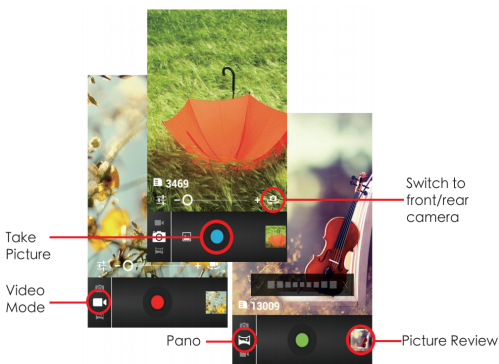 3469
Switch to
front/rear
camera
Take
Picture
Video
Mode
13009
Pano
Picture Review